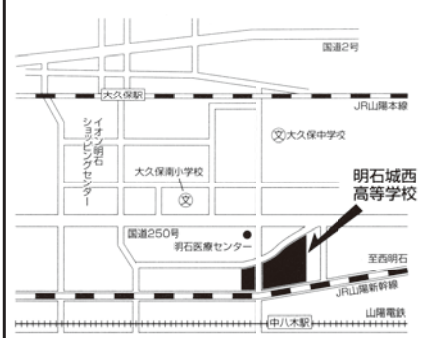 国道2号
大久保駅
JR山陽本線
イオン明石
ショッピングセンター
文大久保中学校
大久保南小学校
文
明石城西
高等学校
国道250号
明石医療センター
至西明石
JR山陽新幹線
山陽電鉄
中八木駅